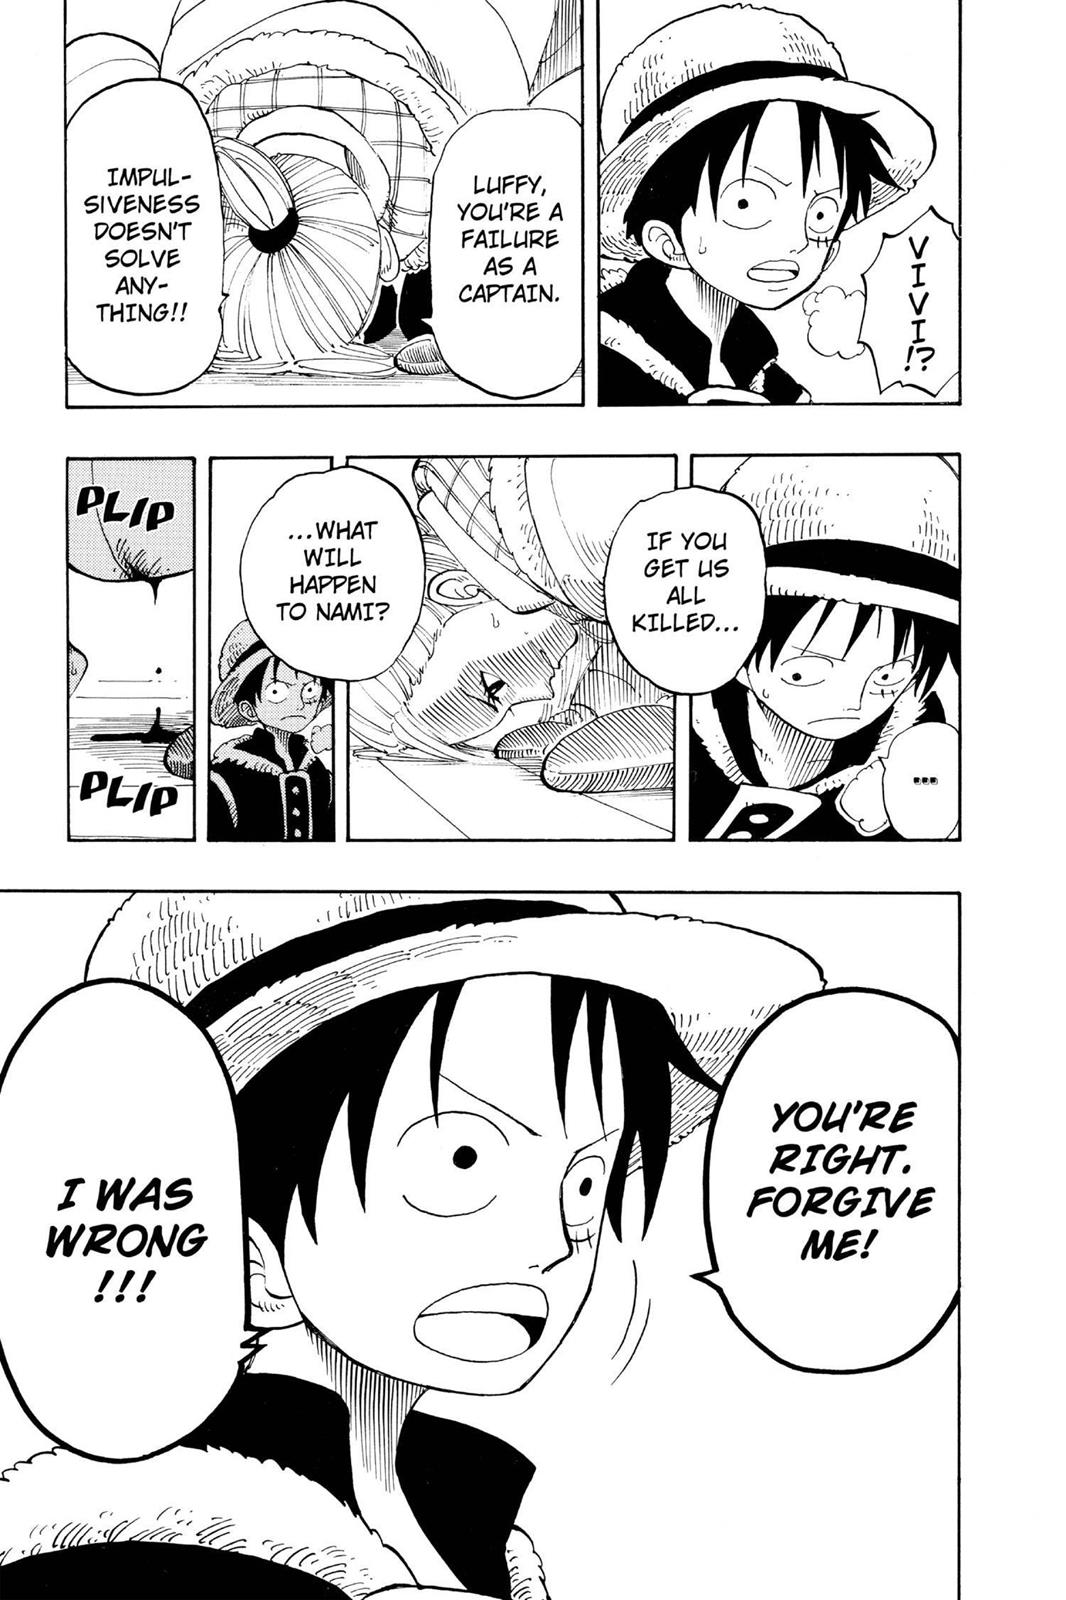 VIVI!?
LUFFY,
YOU'RE A
FAILURE
AS A
CAPTAIN.
IMPUL-
SIVENESS
DOESN'T
SOLVE
ANY-
THING!!
...
IF YOU
GET US
ALL
KILLED...
...WHAT
WILL
HAPPEN
TO NAMI?
PLIP
PLIP
YOU'RE
RIGHT.
FORGIVE
ME!
I WAS
WRONG
!!!